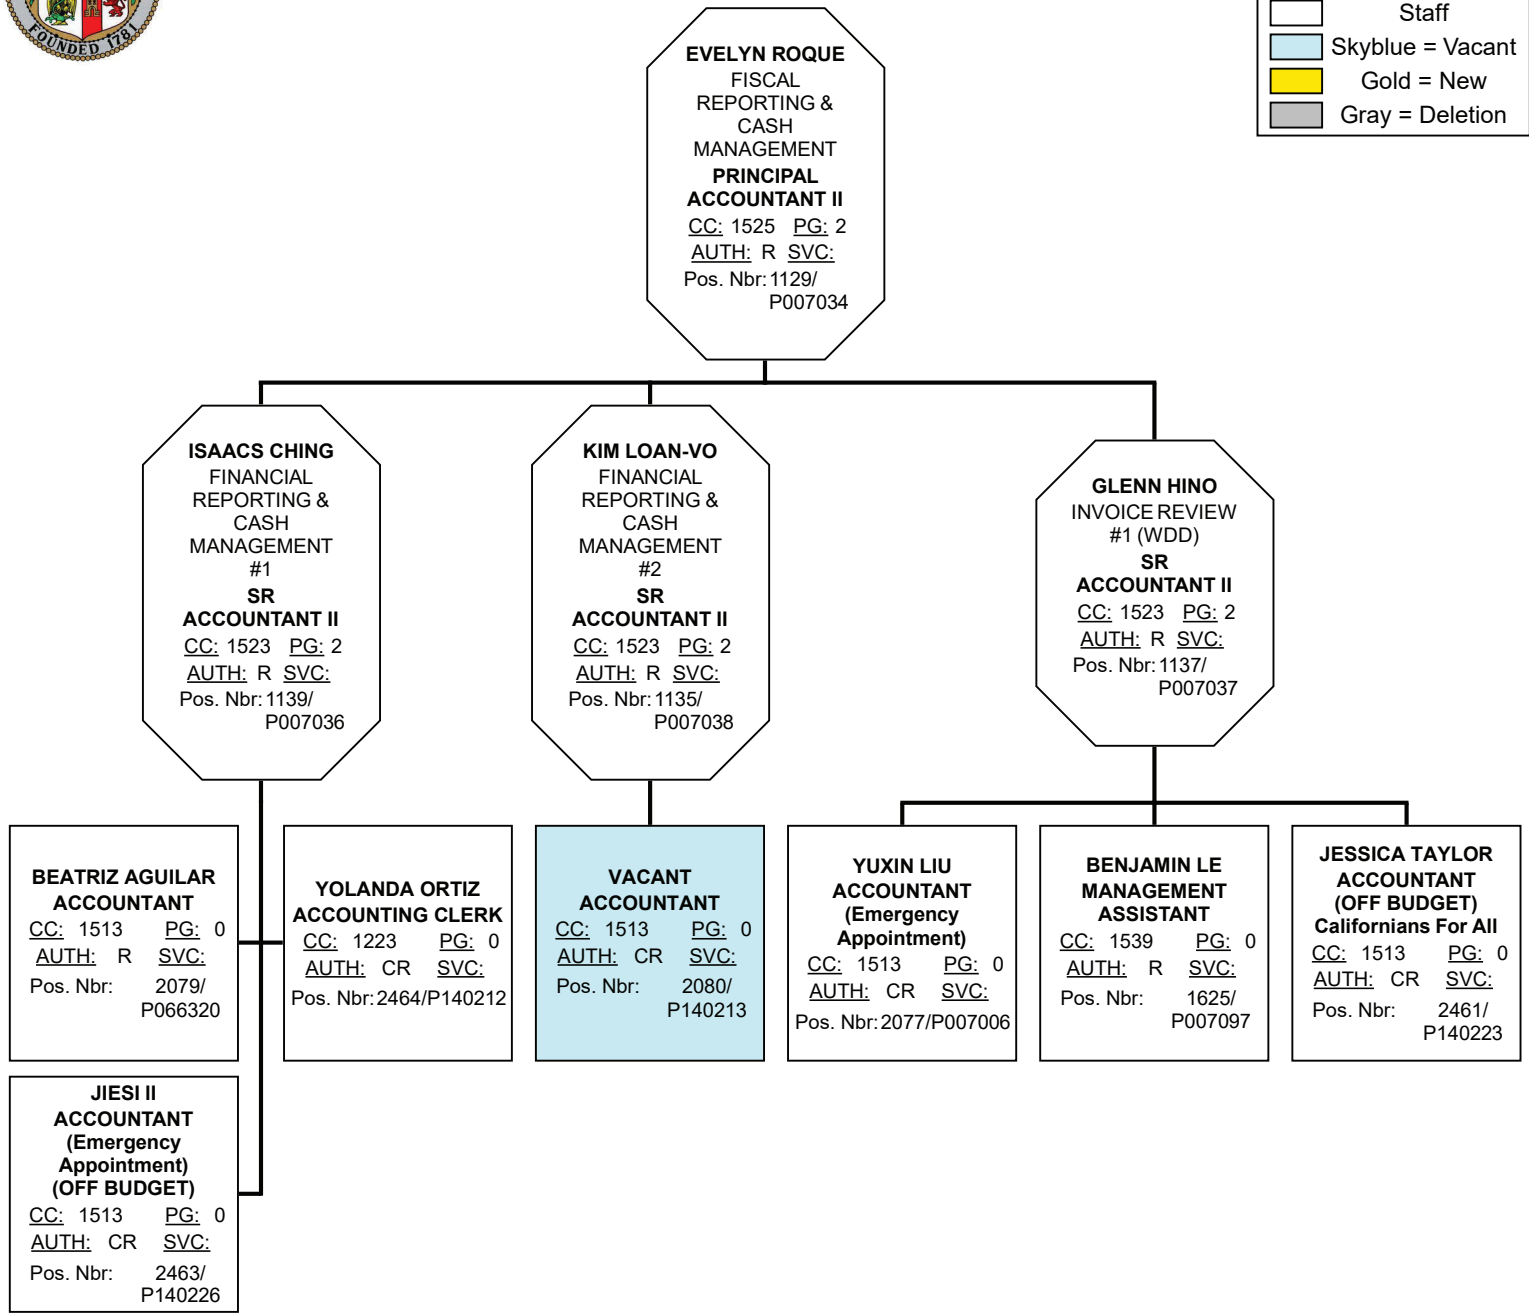 FOUNDED 1781
Staff
Skyblue = Vacant
Gold = New
Gray = Deletion
EVELYN ROQUE
FISCAL
REPORTING &
CASH
MANAGEMENT
PRINCIPAL
ACCOUNTANT II
CC: 1525 PG: 2
AUTH: R SVC:
Pos. Nbr: 1129/
P007034
ISAACS CHING
FINANCIAL
REPORTING &
CASH
MANAGEMENT
#1
SR
ACCOUNTANT II
CC: 1523 PG: 2
AUTH: R SVC:
Pos. Nbr: 1139/
P007036
KIM LOAN-VO
FINANCIAL
REPORTING &
CASH
MANAGEMENT
#2
SR
ACCOUNTANT II
CC: 1523 PG: 2
AUTH: R SVC:
Pos. Nbr: 1135/
P007038
GLENN HINO
INVOICE REVIEW
#1 (WDD)
SR
ACCOUNTANT II
CC: 1523 PG: 2
AUTH: R SVC:
Pos. Nbr: 1137/
P007037
BEATRIZ AGUILAR
ACCOUNTANT
CC: 1513 PG: 0
AUTH: R SVC:
Pos. Nbr: 2079/
P066320
YOLANDA ORTIZ
ACCOUNTING CLERK
CC: 1223 PG: 0
AUTH: CR SVC:
Pos. Nbr: 2464/P140212
VACANT
ACCOUNTANT
CC: 1513 PG: 0
AUTH: CR SVC:
Pos. Nbr: 2080/
P140213
YUXIN LIU
ACCOUNTANT
(Emergency
Appointment)
CC: 1513 PG: 0
AUTH: CR SVC:
Pos. Nbr: 2077/P007006
BENJAMIN LE
MANAGEMENT
ASSISTANT
CC: 1539 PG: 0
AUTH: R SVC:
Pos. Nbr: 1625/
P007097
JESSICA TAYLOR
ACCOUNTANT
(OFF BUDGET)
Californians For All
CC: 1513 PG: 0
AUTH: CR SVC:
Pos. Nbr: 2461/
P140223
JIESI II
ACCOUNTANT
(Emergency
Appointment)
(OFF BUDGET)
CC: 1513 PG: 0
AUTH: CR SVC:
Pos. Nbr: 2463/
P140226